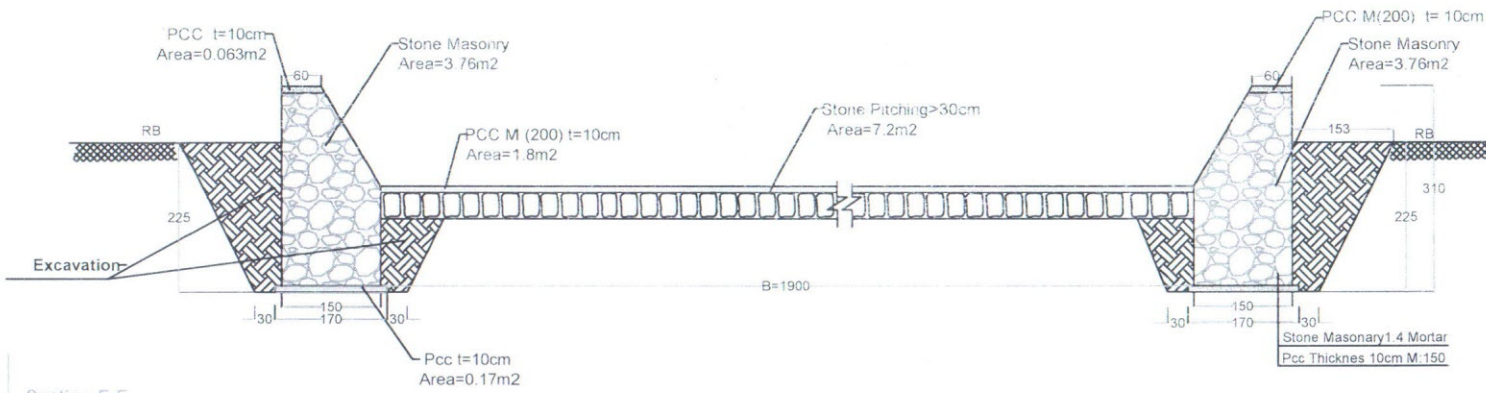 PCC t=10cm
Area=0.063m2
Stone Masonry
Area=3.76m2
PCC M(200) t= 10cm
Stone Masonry
Area=3.76m2
60
60
Stone Pitching>30cm
Area=7.2m2
PCC M (200) t=10cm
Area=1.8m2
RB
153
RB
225
310
225
Excavation
B=1900
150
30
170
30
150
30
170
30
Pcc t=10cm
Area=0.17m2
Stone Masonary1.4 Mortar
Pcc Thicknes 10cm M:150